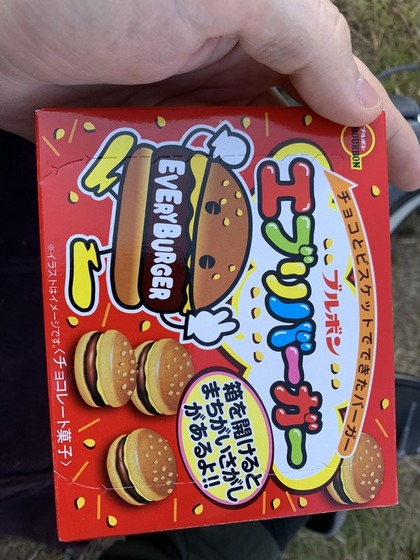 ブルボン
BOURBON
チョコとビスケットでできたバーガー
ブルボン
エブリバーガー
EVERYBURGER
箱を開けると
まちがいさがし
があるよ!!
※イラストはイメージです。
〈チョコレート菓子〉